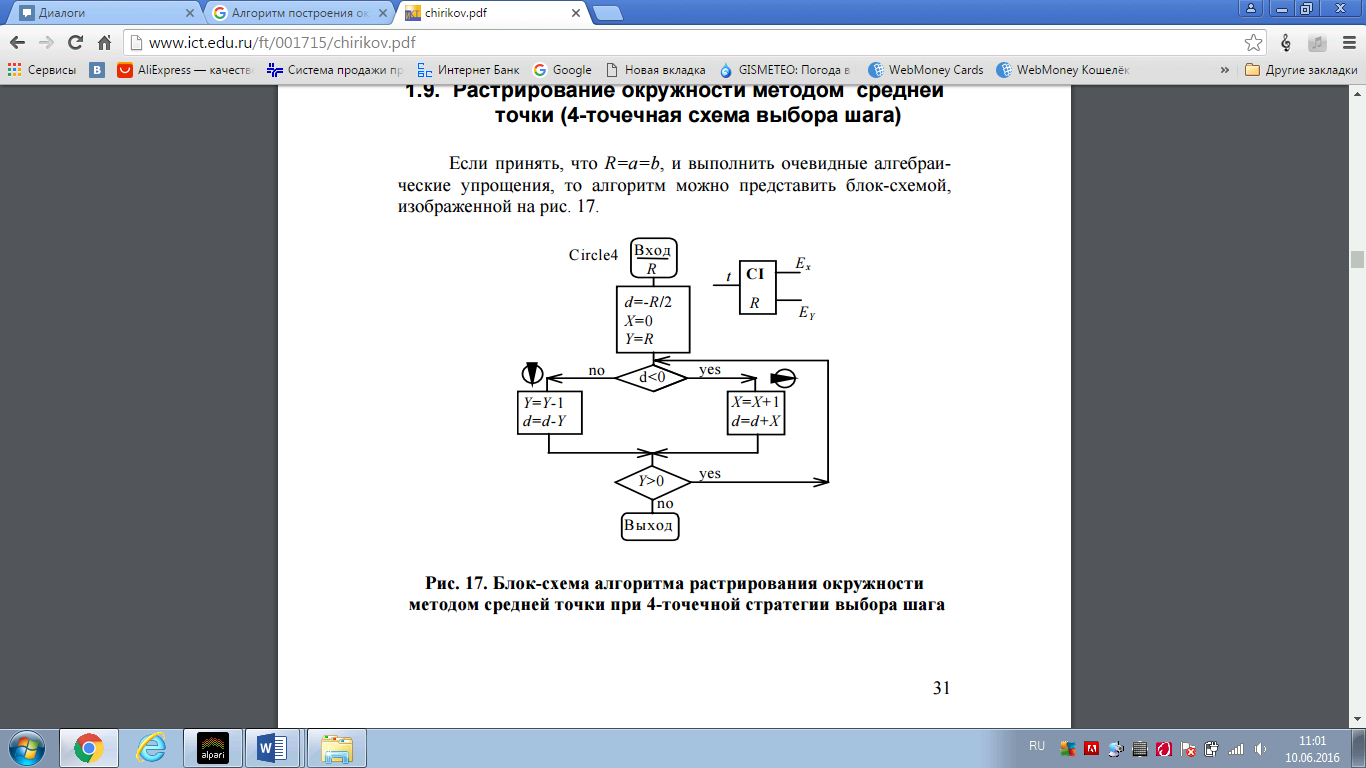 Диалоги
Алгоритм построения ок
chirikov.pdf
www.ict.edu.ru/ft/001715/chirikov.pdf
Сервисы
AliExpress — качеств
Система продажи пр
Интернет Банк
Google
Новая вкладка
GISMETEO: Погода в
WebMoney Cards
WebMoney Кошелёк
»
Другие закладки
1.9. Растрирование окружности методом средней
точки (4-точечная схема выбора шага)
Если принять, что R=a=b, и выполнить очевидные алгебраи-
ческие упрощения, то алгоритм можно представить блок-схемой,
изображенной на рис. 17.
Circle4
Вход
R
t
CI
R
Ex
EY
d=-R/2
X=0
Y=R
no
d<0
yes
Y=Y-1
d=d-Y
X=X+1
d=d+X
Y>0
yes
no
Выход
Рис. 17. Блок-схема алгоритма растрирования окружности
методом средней точки при 4-точечной стратегии выбора шага
31
alpari
RU
11:01
10.06.2016